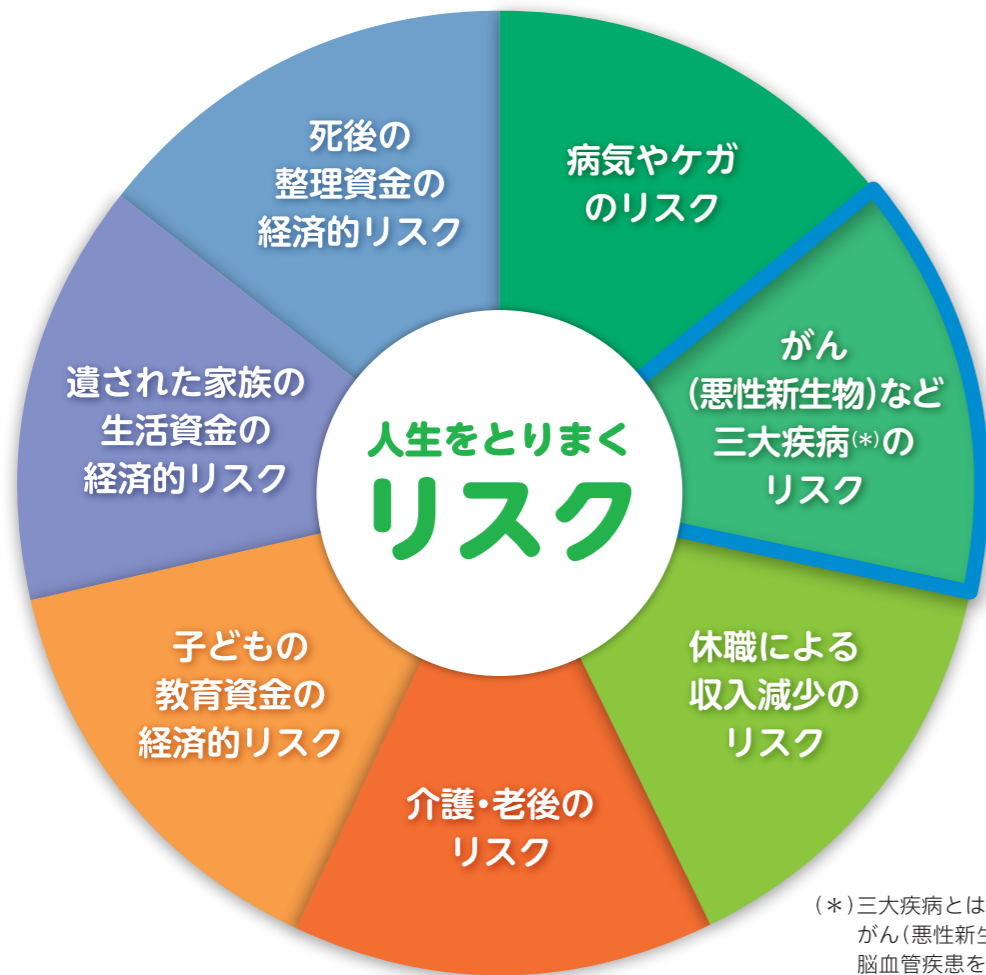 人生をとりまく
リスク
病気やケガ
のリスク
がん
(悪性新生物)など
三大疾病(*)の
リスク
休職による
収入減少の
リスク
介護・老後の
リスク
子どもの
教育資金の
経済的リスク
遺された家族の
生活資金の
経済的リスク
死後の
整理資金の
経済的リスク
(*)三大疾病とは
がん(悪性新生
脳血管疾患を